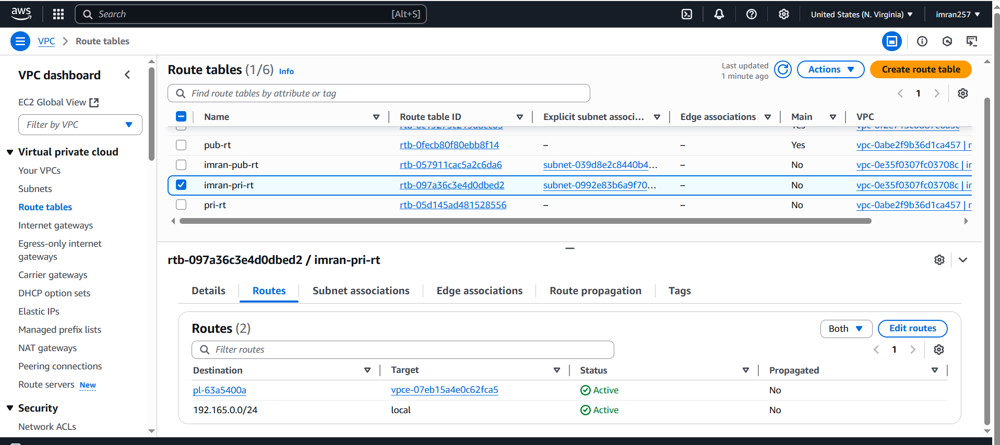 aws
Search [Alt+S]
United States (N. Virginia) imran257
VPC Route tables
VPC dashboard
EC2 Global View
Filter by VPC
Virtual private cloud
Your VPCs
Subnets
Route tables
Internet gateways
Egress-only internet
gateways
Carrier gateways
DHCP option sets
Elastic IPs
Managed prefix lists
NAT gateways
Peering connections
Route servers New
Security
Network ACLs
Route tables (1/6) Info
Last updated
1 minute ago
Actions
Create route table
Find route tables by attribute or tag
1
Name Route table ID Explicit subnet associ... Edge associations Main VPC
pub-rt rtb-0fecb80f80ebb8f14 – – Yes vpc-0abe2f9b36d1ca457 |
imran-pub-rt rtb-057911cac5a2c6da6 subnet-039d8e2c8440b4... – No vpc-0e35f0307fc03708c |
imran-pri-rt rtb-097a36c3e4d0dbed2 subnet-0992e83b6a9f70... – No vpc-0e35f0307fc03708c |
pri-rt rtb-05d145ad481528556 – – No vpc-0abe2f9b36d1ca457 |
rtb-097a36c3e4d0dbed2 / imran-pri-rt
Details Routes Subnet associations Edge associations Route propagation Tags
Routes (2)
Both
Edit routes
Filter routes
1
Destination Target Status Propagated
pl-63a5400a vpce-07eb15a4e0c62fca5 Active No
192.165.0.0/24 local Active No